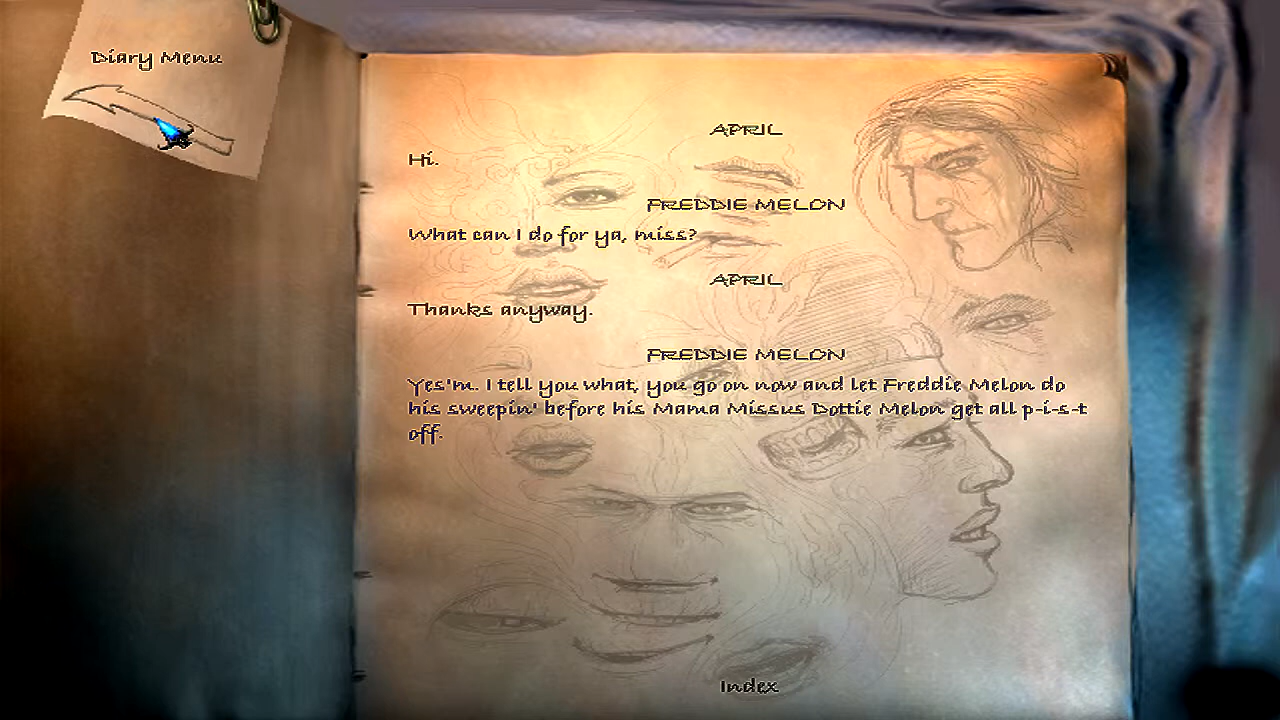 Diary Menu
APRIL
Hi.
FREDDIE MELON
What can I do for ya, miss?
APRIL
Thanks anyway.
FREDDIE MELON
Yes'm. I tell you what, you go on now and let Freddie Melon do
his sweepin' before his Mama Missus Dottie Melon get all p-i-s-t
off.
Index